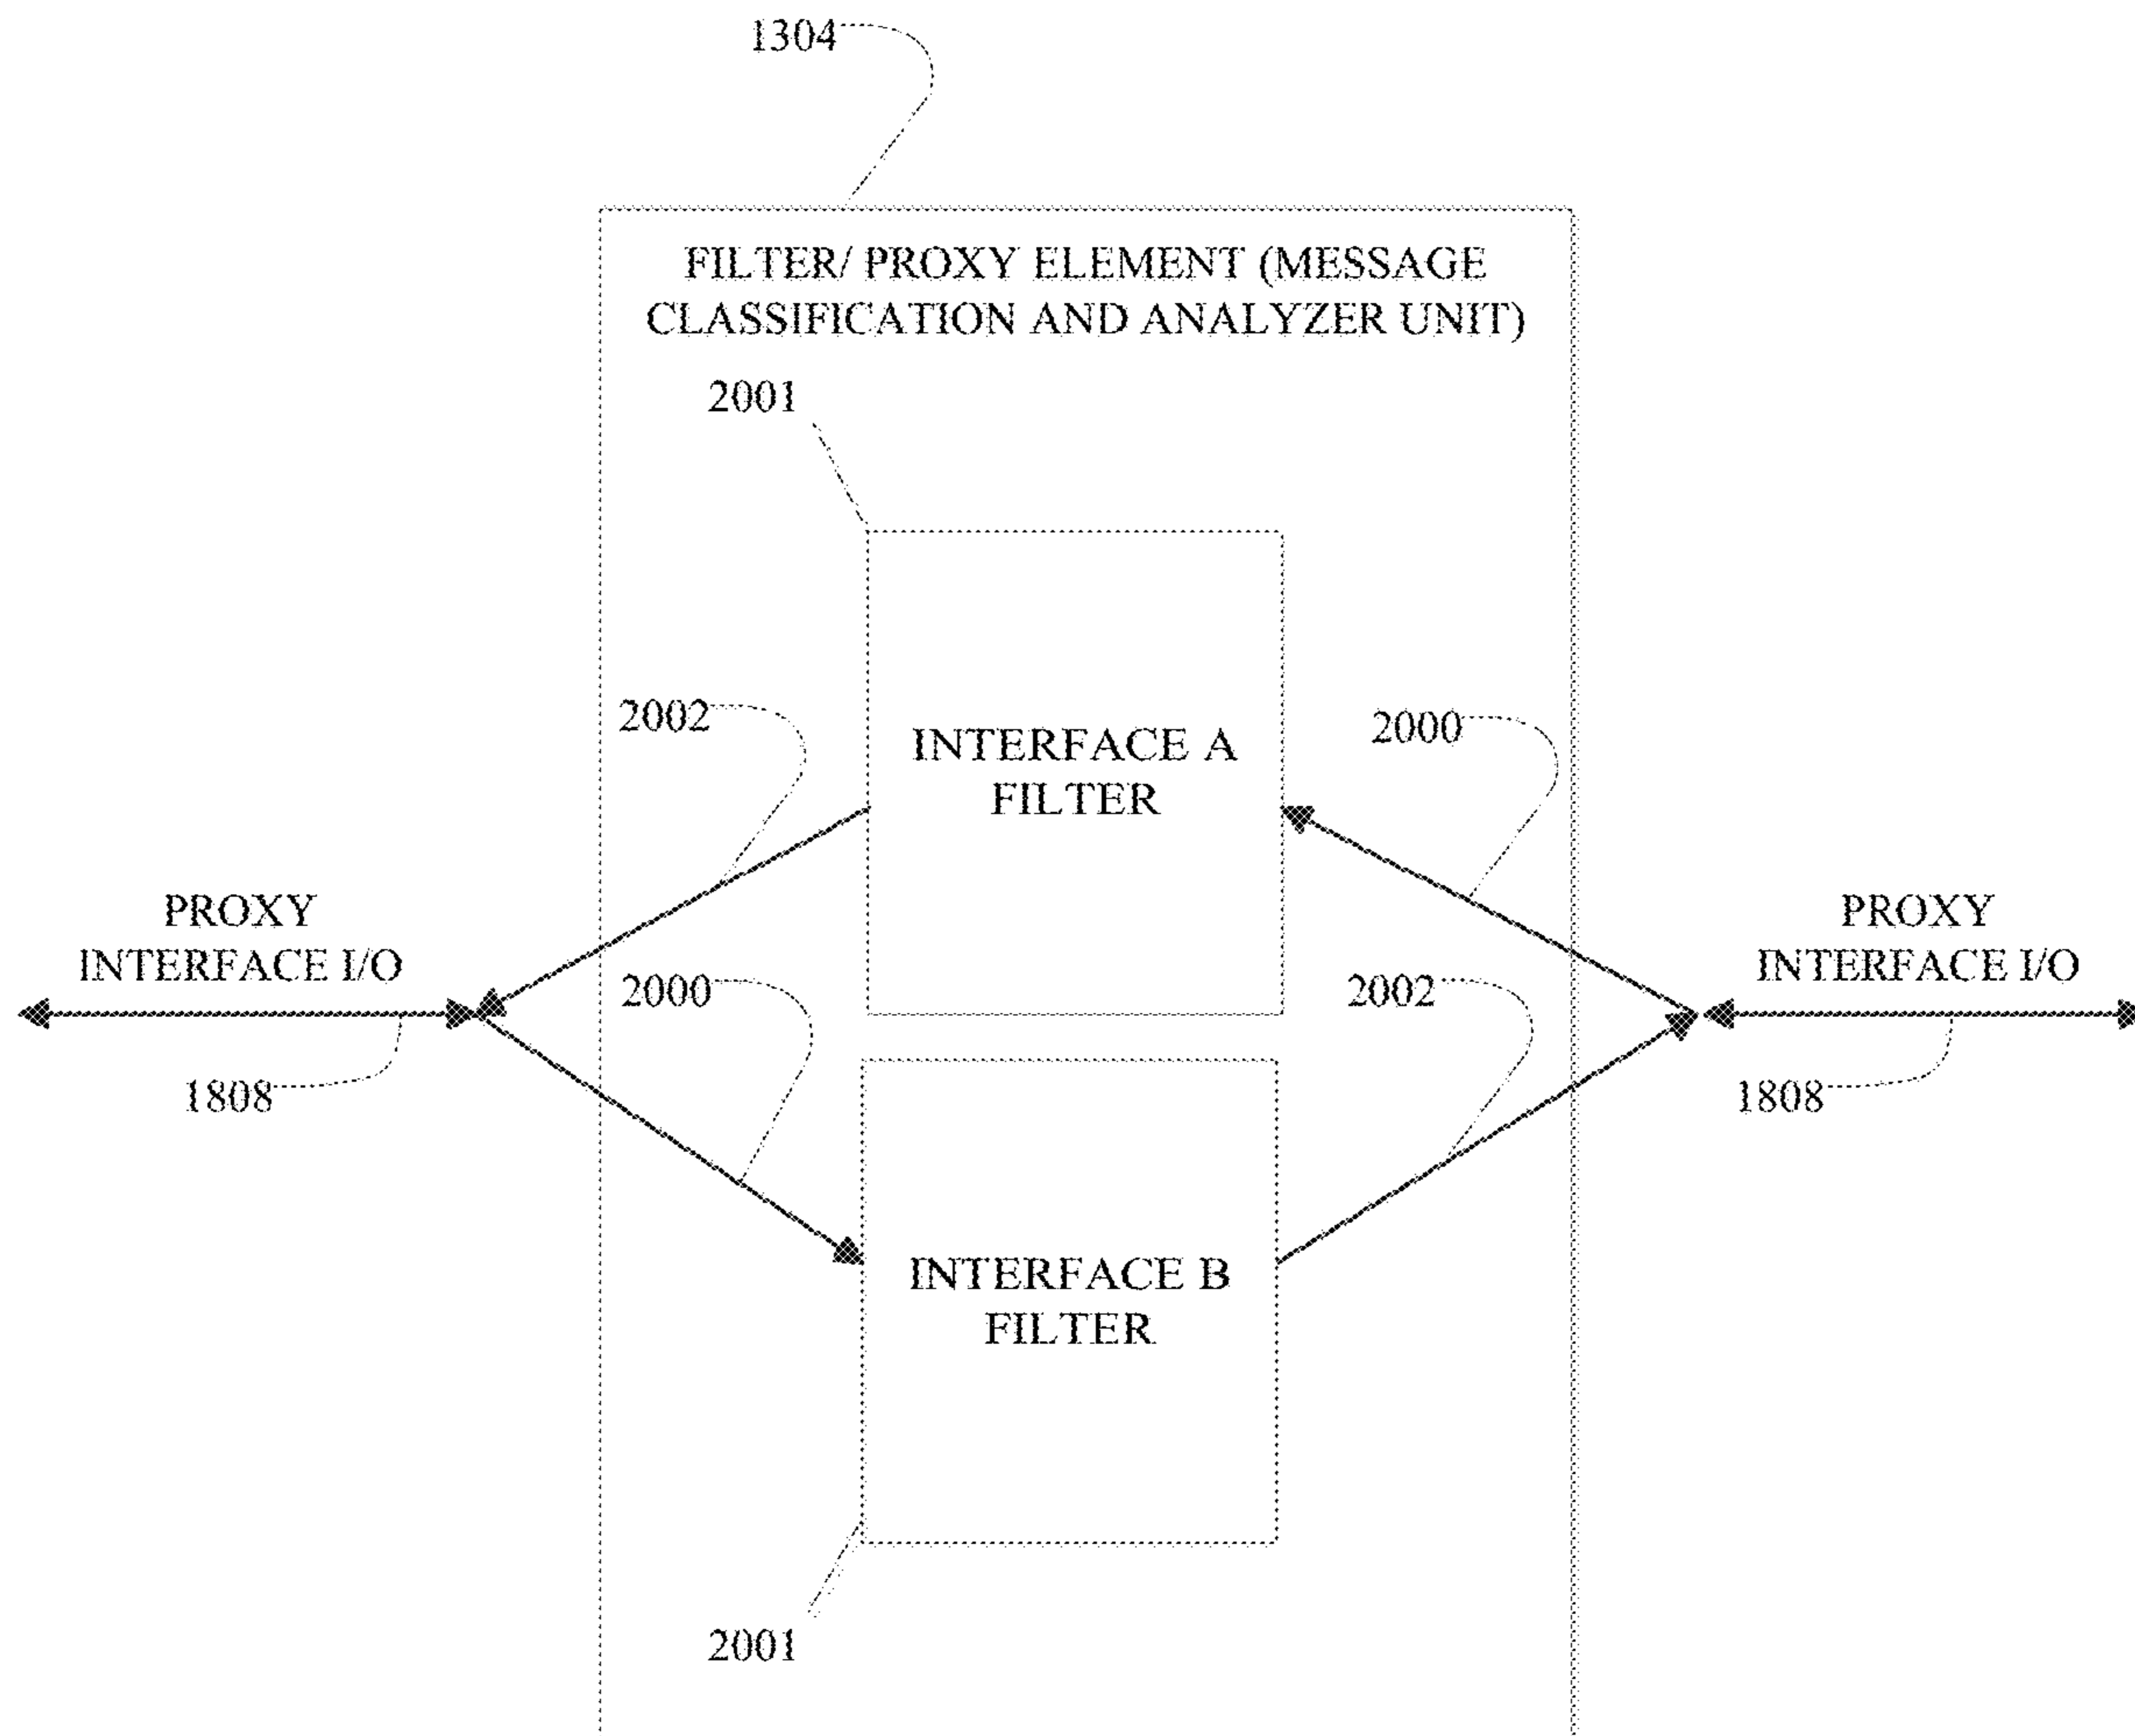 1304
FILTER/ PROXY ELEMENT (MESSAGE
CLASSIFICATION AND ANALYZER UNIT)
2001
2002
2000
INTERFACE A
FILTER
PROXY
INTERFACE I/O
PROXY
INTERFACE I/O
2000
2002
1808
1808
INTERFACE B
FILTER
2001